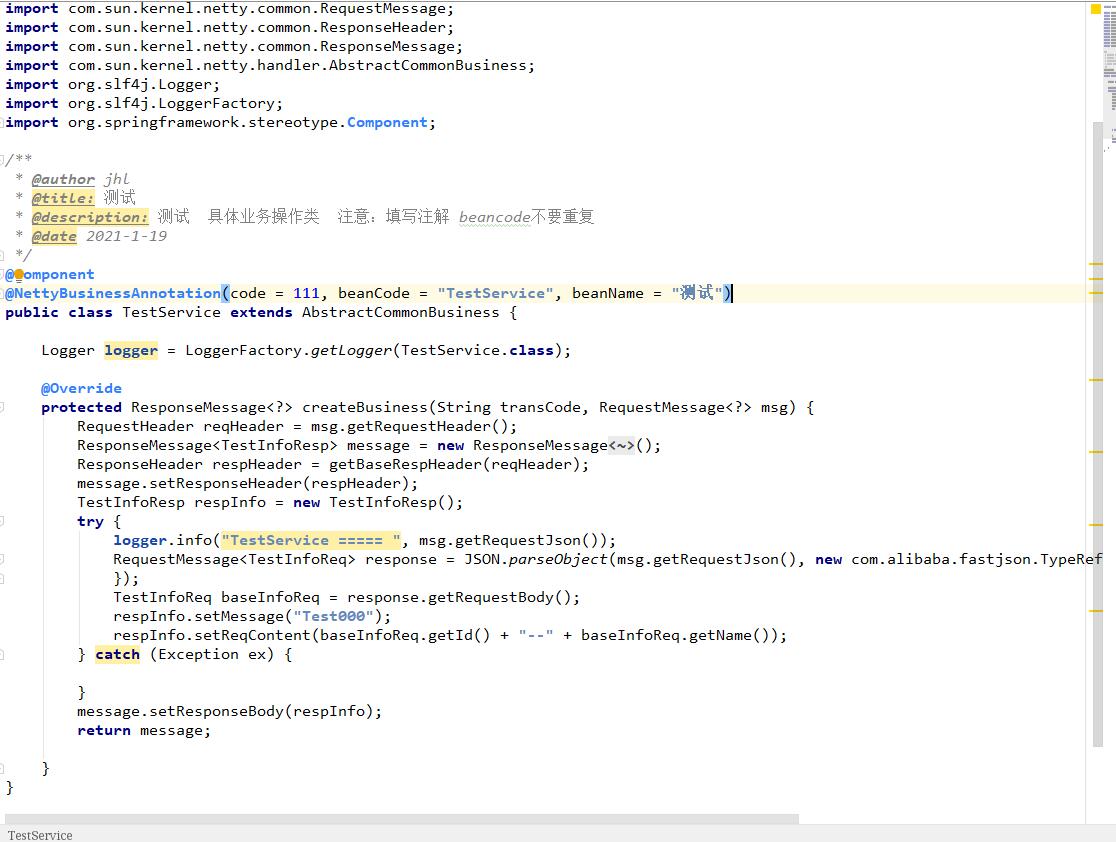 import com.sun.kernel.netty.common.RequestMessage;
import com.sun.kernel.netty.common.ResponseHeader;
import com.sun.kernel.netty.common.ResponseMessage;
import com.sun.kernel.netty.handler.AbstractCommonBusiness;
import org.slf4j.Logger;
import org.slf4j.LoggerFactory;
import org.springframework.stereotype.Component;
/**
* @author jhl
* @title: 测试
* @description: 测试 具体业务操作类 注意: 填写注解 beancode不要重复
* @date 2021-1-19
*/
@Component
@NettyBusinessAnnotation(code = 111, beanCode = "TestService", beanName = "测试")
public class TestService extends AbstractCommonBusiness {
Logger logger = LoggerFactory.getLogger(TestService.class);
@Override
protected ResponseMessage<?> createBusiness(String transCode, RequestMessage<?> msg) {
RequestHeader reqHeader = msg.getRequestHeader();
ResponseMessage<TestInfoResp> message = new ResponseMessage<~>();
ResponseHeader respHeader = getBaseRespHeader(reqHeader);
message.setResponseHeader(respHeader);
TestInfoResp respInfo = new TestInfoResp();
try {
logger.info("TestService ===== ", msg.getRequestJson());
RequestMessage<TestInfoReq> response = JSON.parseObject(msg.getRequestJson(), new com.alibaba.fastjson.TypeRef
});
TestInfoReq baseInfoReq = response.getRequestBody();
respInfo.setMessage("Test000");
respInfo.setReqContent(baseInfoReq.getId() + "--" + baseInfoReq.getName());
} catch (Exception ex) {
}
message.setResponseBody(respInfo);
return message;
}
}
TestService